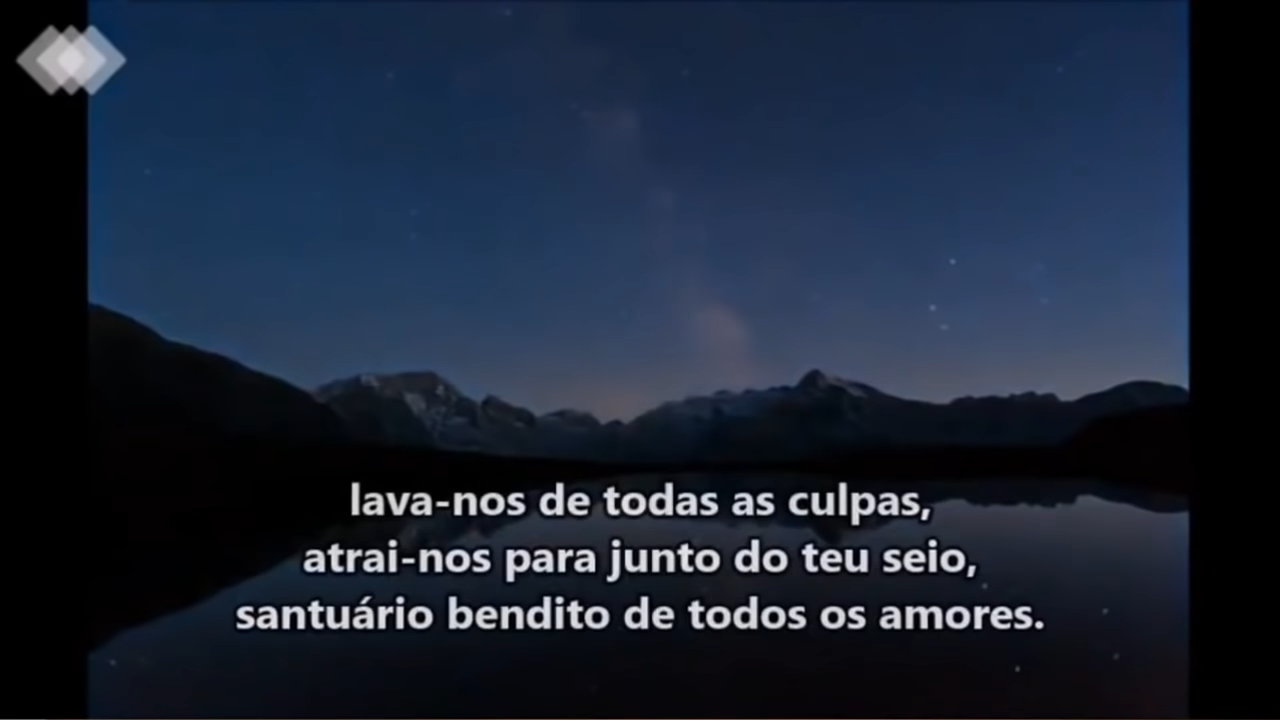 lava-nos de todas as culpas,
atrai-nos para junto do teu seio,
santuário bendito de todos os amores.